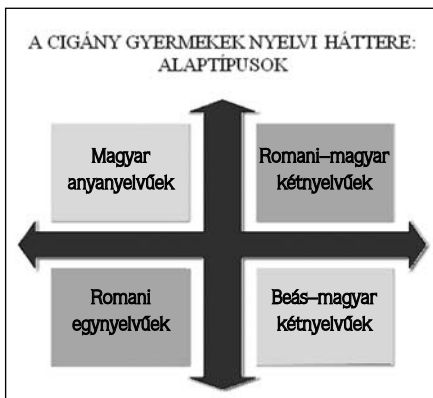 A CIGÁNY GYERMEKEK NYELVI HÁTTERE:
ALAPTÍPUSOK
Magyar
anyanyelvűek
Romani–magyar
kétnyelvűek
Romani
egynyelvűek
Beás–magyar
kétnyelvűek